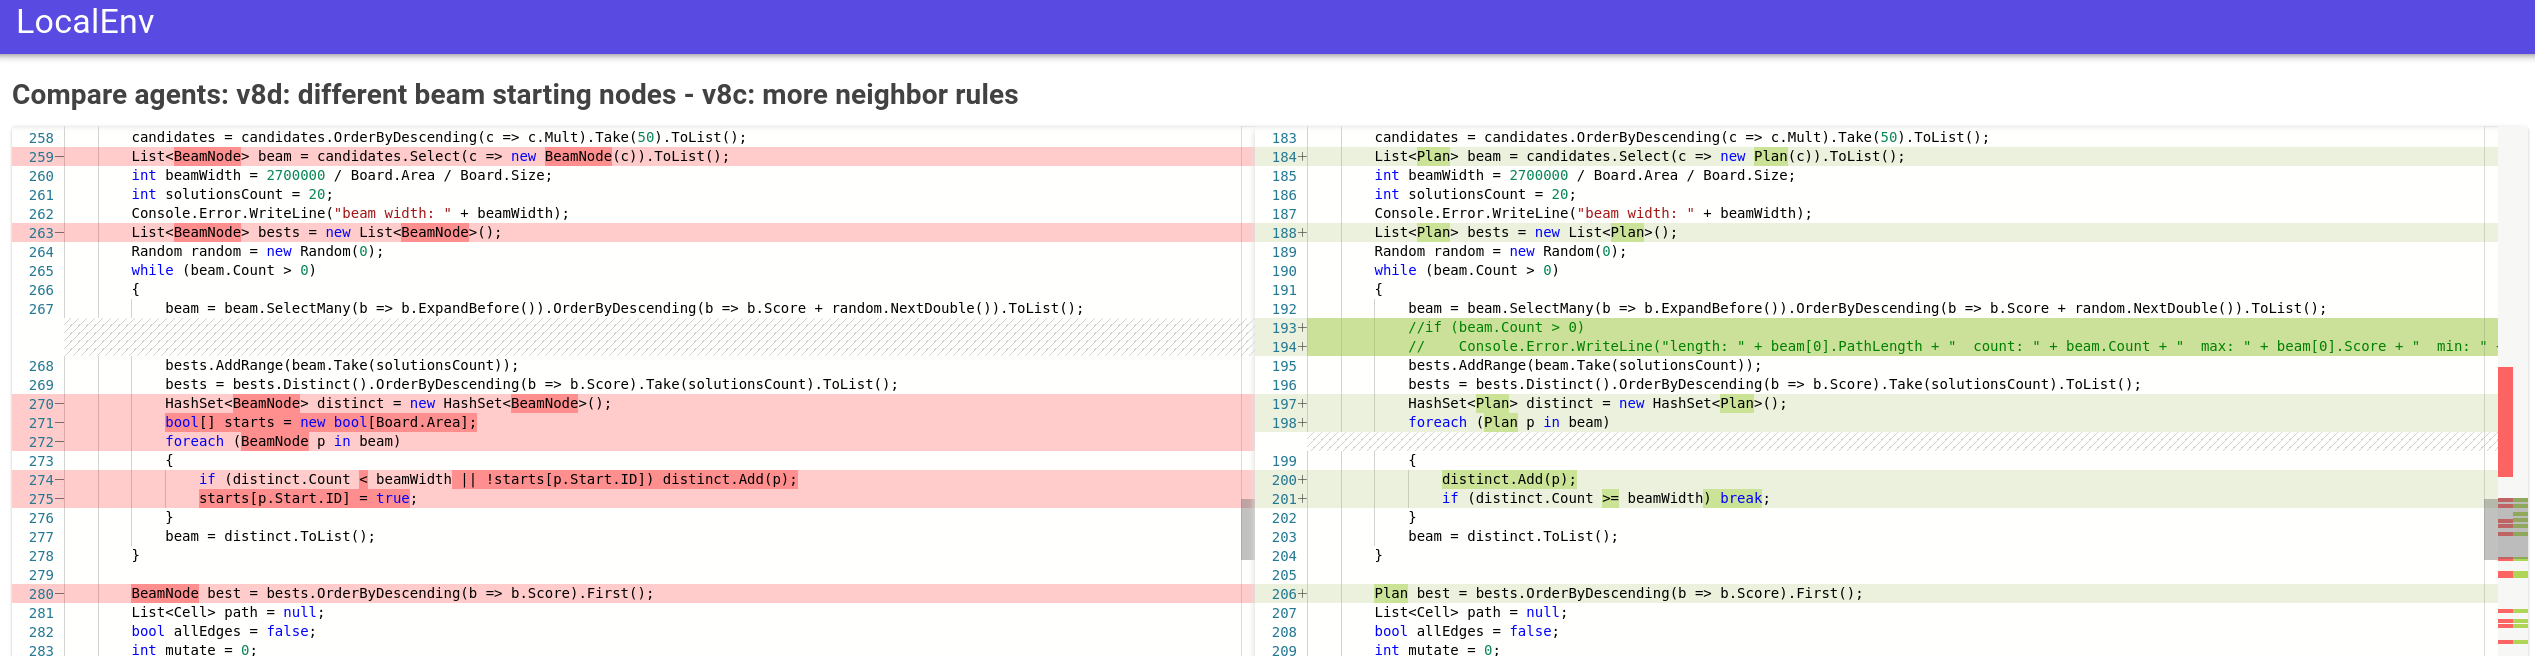 LocalEnv
Compare agents: v8d: different beam starting nodes - v8c: more neighbor rules
258 candidates = candidates.OrderByDescending(c => c.Mult).Take(50).ToList();
259− List<BeamNode> beam = candidates.Select(c => new BeamNode(c)).ToList();
260 int beamWidth = 2700000 / Board.Area / Board.Size;
261 int solutionsCount = 20;
262 Console.Error.WriteLine("beam width: " + beamWidth);
263− List<BeamNode> bests = new List<BeamNode>();
264 Random random = new Random(0);
265 while (beam.Count > 0)
266 {
267 beam = beam.SelectMany(b => b.ExpandBefore()).OrderByDescending(b => b.Score + random.NextDouble()).ToList();
268 bests.AddRange(beam.Take(solutionsCount));
269 bests = bests.Distinct().OrderByDescending(b => b.Score).Take(solutionsCount).ToList();
270− HashSet<BeamNode> distinct = new HashSet<BeamNode>();
271− bool[] starts = new bool[Board.Area];
272− foreach (BeamNode p in beam)
273 {
274− if (distinct.Count < beamWidth || !starts[p.Start.ID]) distinct.Add(p);
275− starts[p.Start.ID] = true;
276 }
277 beam = distinct.ToList();
278 }
279
280− BeamNode best = bests.OrderByDescending(b => b.Score).First();
281 List<Cell> path = null;
282 bool allEdges = false;
283 int mutate = 0;
183 candidates = candidates.OrderByDescending(c => c.Mult).Take(50).ToList();
184+ List<Plan> beam = candidates.Select(c => new Plan(c)).ToList();
185 int beamWidth = 2700000 / Board.Area / Board.Size;
186 int solutionsCount = 20;
187 Console.Error.WriteLine("beam width: " + beamWidth);
188+ List<Plan> bests = new List<Plan>();
189 Random random = new Random(0);
190 while (beam.Count > 0)
191 {
192 beam = beam.SelectMany(b => b.ExpandBefore()).OrderByDescending(b => b.Score + random.NextDouble()).ToList();
193+ //if (beam.Count > 0)
194+ // Console.Error.WriteLine("length: " + beam[0].PathLength + " count: " + beam.Count + " max: " + beam[0].Score + " min: "
195 bests.AddRange(beam.Take(solutionsCount));
196 bests = bests.Distinct().OrderByDescending(b => b.Score).Take(solutionsCount).ToList();
197+ HashSet<Plan> distinct = new HashSet<Plan>();
198+ foreach (Plan p in beam)
199 {
200+ distinct.Add(p);
201+ if (distinct.Count >= beamWidth) break;
202 }
203 beam = distinct.ToList();
204 }
205
206+ Plan best = bests.OrderByDescending(b => b.Score).First();
207 List<Cell> path = null;
208 bool allEdges = false;
209 int mutate = 0;